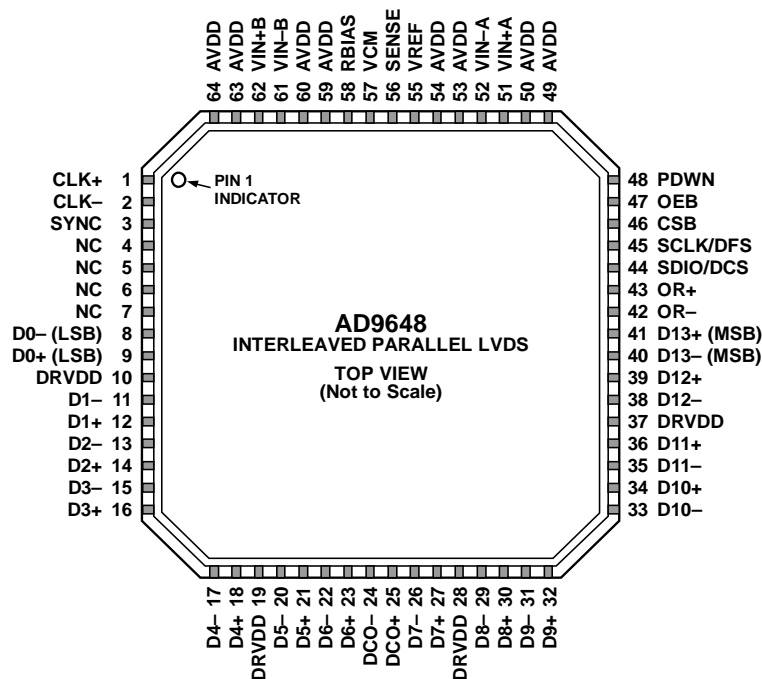 64 AVDD
63 AVDD
62 VIN+B
61 VIN–B
60 AVDD
59 AVDD
58 RBIAS
57 VCM
56 SENSE
55 VREF
54 AVDD
53 AVDD
52 VIN–A
51 VIN+A
50 AVDD
49 AVDD
CLK+ 1
CLK– 2
SYNC 3
NC 4
NC 5
NC 6
NC 7
D0– (LSB) 8
D0+ (LSB) 9
DRVDD 10
D1– 11
D1+ 12
D2– 13
D2+ 14
D3– 15
D3+ 16
PIN 1
INDICATOR
AD9648
INTERLEAVED PARALLEL LVDS
TOP VIEW
(Not to Scale)
48 PDWN
47 OEB
46 CSB
45 SCLK/DFS
44 SDIO/DCS
43 OR+
42 OR–
41 D13+ (MSB)
40 D13– (MSB)
39 D12+
38 D12–
37 DRVDD
36 D11+
35 D11–
34 D10+
33 D10–
D4– 17
D4+ 18
DRVDD 19
D5– 20
D5+ 21
D6– 22
D6+ 23
DCO– 24
DCO+ 25
D7– 26
D7+ 27
DRVDD 28
D8– 29
D8+ 30
D9– 31
D9+ 32